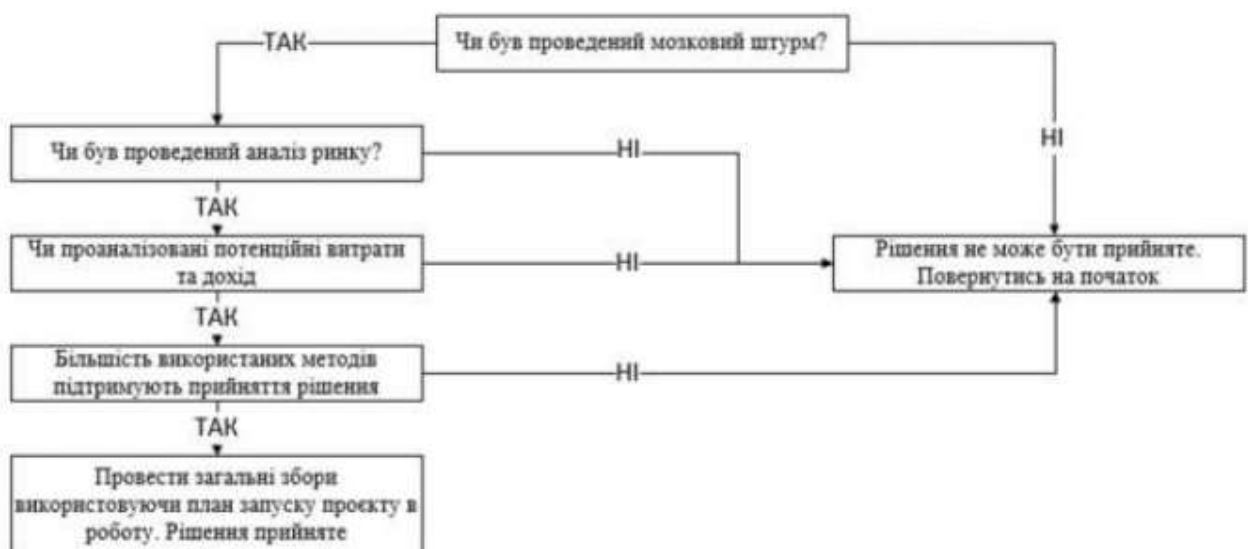 Чи був проведений мозковий штурм?
ТАК
НІ
Чи був проведений аналіз ринку?
НІ
ТАК
Чи проаналізовані потенційні витрати
та дохід
НІ
Рішення не може бути прийняте.
Повернутись на початок
ТАК
Більшість використаних методів
підтримують прийняття рішення
НІ
ТАК
Провести загальні збори
використовуючи план запуску проєкту в
роботу. Рішення прийняте